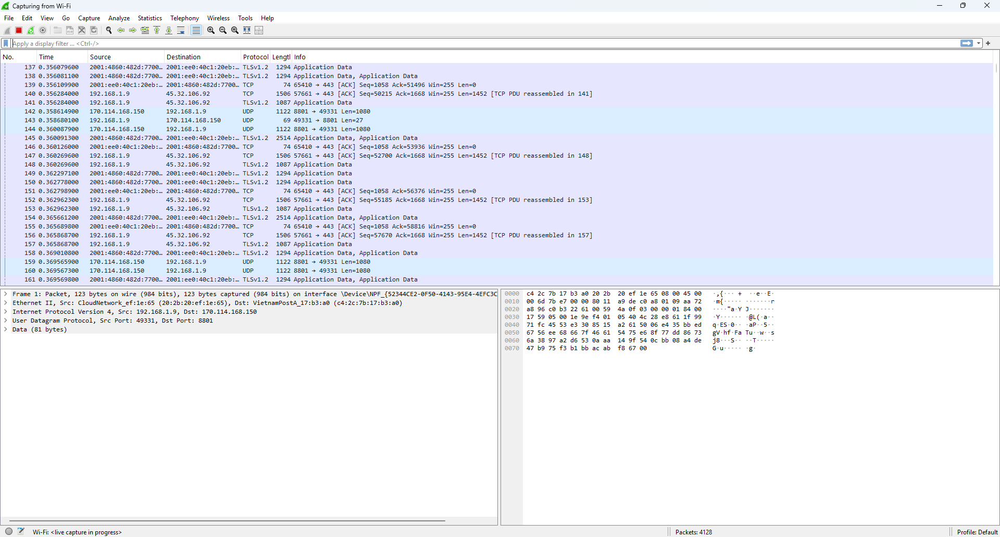 Capturing from Wi-Fi
File Edit View Go Capture Analyze Statistics Telephony Wireless Tools Help
Apply a display filter ... <Ctrl-/>
No. Time Source Destination Protocol Lengtl Info
137 0.356079600 2001:4860:482d:7700… 2001:ee0:40c1:20eb:… TLSv1.2 1294 Application Data
138 0.356081100 2001:4860:482d:7700… 2001:ee0:40c1:20eb:… TLSv1.2 1294 Application Data, Application Data
139 0.356109900 2001:ee0:40c1:20eb:… 2001:4860:482d:7700… TCP 74 65410 → 443 [ACK] Seq=1058 Ack=51496 Win=255 Len=0
140 0.356284000 192.168.1.9 45.32.106.92 TCP 1506 57661 → 443 [ACK] Seq=50215 Ack=1668 Win=255 Len=1452 [TCP PDU reassembled in 141]
141 0.356284000 192.168.1.9 45.32.106.92 TLSv1.2 1087 Application Data
142 0.358614900 170.114.168.150 192.168.1.9 UDP 1122 8801 → 49331 Len=1080
143 0.358680100 192.168.1.9 170.114.168.150 UDP 69 49331 → 8801 Len=27
144 0.360087900 170.114.168.150 192.168.1.9 UDP 1122 8801 → 49331 Len=1080
145 0.360091300 2001:4860:482d:7700… 2001:ee0:40c1:20eb:… TLSv1.2 2514 Application Data, Application Data
146 0.360126000 2001:ee0:40c1:20eb:… 2001:4860:482d:7700… TCP 74 65410 → 443 [ACK] Seq=1058 Ack=53936 Win=255 Len=0
147 0.360269600 192.168.1.9 45.32.106.92 TCP 1506 57661 → 443 [ACK] Seq=52700 Ack=1668 Win=255 Len=1452 [TCP PDU reassembled in 148]
148 0.360269600 192.168.1.9 45.32.106.92 TLSv1.2 1087 Application Data
149 0.362297100 2001:4860:482d:7700… 2001:ee0:40c1:20eb:… TLSv1.2 1294 Application Data
150 0.362778000 2001:4860:482d:7700… 2001:ee0:40c1:20eb:… TLSv1.2 1294 Application Data
151 0.362798900 2001:ee0:40c1:20eb:… 2001:4860:482d:7700… TCP 74 65410 → 443 [ACK] Seq=1058 Ack=56376 Win=255 Len=0
152 0.362962300 192.168.1.9 45.32.106.92 TCP 1506 57661 → 443 [ACK] Seq=55185 Ack=1668 Win=255 Len=1452 [TCP PDU reassembled in 153]
153 0.362962300 192.168.1.9 45.32.106.92 TLSv1.2 1087 Application Data
154 0.365661200 2001:4860:482d:7700… 2001:ee0:40c1:20eb:… TLSv1.2 2514 Application Data, Application Data
155 0.365689800 2001:ee0:40c1:20eb:… 2001:4860:482d:7700… TCP 74 65410 → 443 [ACK] Seq=1058 Ack=58816 Win=255 Len=0
156 0.365868700 192.168.1.9 45.32.106.92 TCP 1506 57661 → 443 [ACK] Seq=57670 Ack=1668 Win=255 Len=1452 [TCP PDU reassembled in 157]
157 0.365868700 192.168.1.9 45.32.106.92 TLSv1.2 1087 Application Data
158 0.369010800 2001:4860:482d:7700… 2001:ee0:40c1:20eb:… TLSv1.2 1294 Application Data, Application Data
159 0.369565900 170.114.168.150 192.168.1.9 UDP 1122 8801 → 49331 Len=1080
160 0.369567300 170.114.168.150 192.168.1.9 UDP 1122 8801 → 49331 Len=1080
161 0.369569800 2001:4860:482d:7700… 2001:ee0:40c1:20eb:… TLSv1.2 1294 Application Data, Application Data
Frame 1: Packet, 123 bytes on wire (984 bits), 123 bytes captured (984 bits) on interface \Device\NPF_{52344CE2-0F50-4143-95E4-4EFC3C
Ethernet II, Src: CloudNetwork_ef:1e:65 (20:2b:20:ef:1e:65), Dst: VietnamPostA_17:b3:a0 (c4:2c:7b:17:b3:a0)
Internet Protocol Version 4, Src: 192.168.1.9, Dst: 170.114.168.150
User Datagram Protocol, Src Port: 49331, Dst Port: 8801
Data (81 bytes)
0000 c4 2c 7b 17 b3 a0 20 2b 20 ef 1e 65 08 00 45 00 ·,{··· + ··e··E·
0010 00 6d 7b e7 00 00 80 11 a9 de c0 a8 01 09 aa 72 ·m{····· ·······r
0020 a8 96 c0 b3 22 61 00 59 4a 0f 03 00 00 01 84 00 ····"a·Y J·······
0030 17 59 05 00 1e 9e f4 01 05 40 4c 28 e8 61 1f 99 ·Y······ ·@L(·a··
0040 71 fc 45 53 e3 30 85 15 a2 61 50 06 e4 35 bb ed q·ES·0·· ·aP··5··
0050 67 56 ee 68 66 7f 46 61 54 75 e6 8f 77 dd 86 73 gV·hf·Fa Tu··w··s
0060 6a 38 97 a2 d6 53 0a aa 14 9f 54 0c bb 08 a4 de j8···S·· ··T·····
0070 47 b9 75 f3 b1 bb ac ab f8 67 00 G·u····· ·g·
Wi-Fi: <live capture in progress> Packets: 4128 Profile: Default